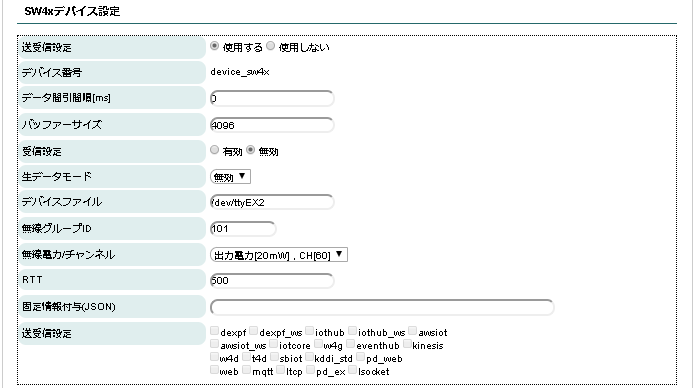 SW4xデバイス設定
送受信設定 使用する 使用しない
デバイス番号 device_sw4x
データ間引間隔[ms] 0
バッファーサイズ 4096
受信設定 有効 無効
生データモード 無効
デバイスファイル /dev/ttyEX2
無線グループID 101
無線電力/チャンネル 出力電力[20mW] , CH[60]
RTT 500
固定情報付与(JSON)
送受信設定 dexpf dexpf_ws iothub iothub_ws awsiot
awsiot_ws iotcore w4g eventhub kinesis
w4d t4d sbiot kddi_std pd_web
web mqtt ltcp pd_ex lsocket